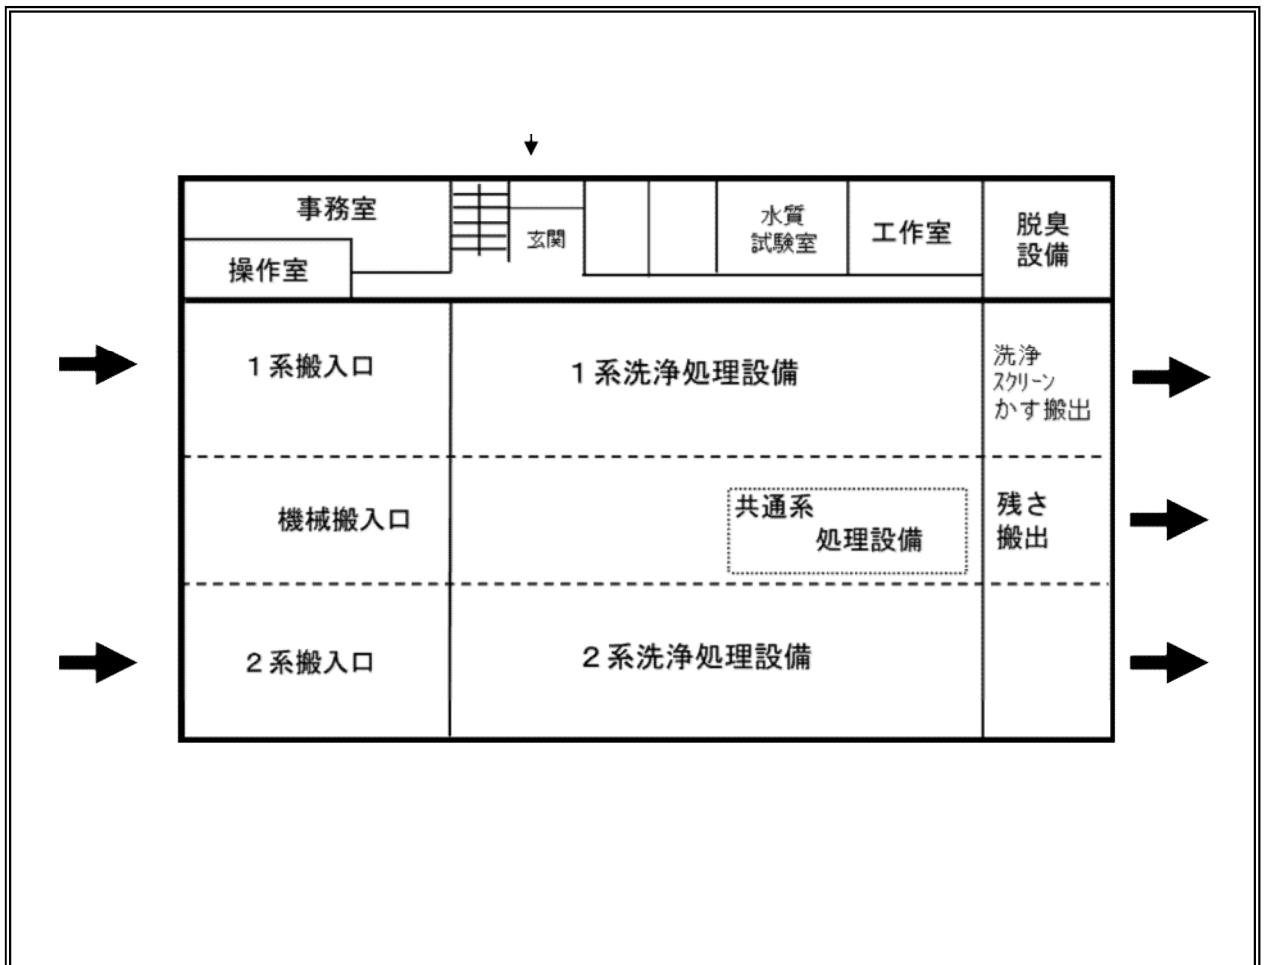 事務室
操作室
玄関
水質
試験室
工作室
脱臭
設備
１系搬入口
１系洗浄処理設備
洗浄
ｽｸﾘｰﾝ
かす搬出
機械搬入口
共通系
処理設備
残さ
搬出
２系搬入口
２系洗浄処理設備